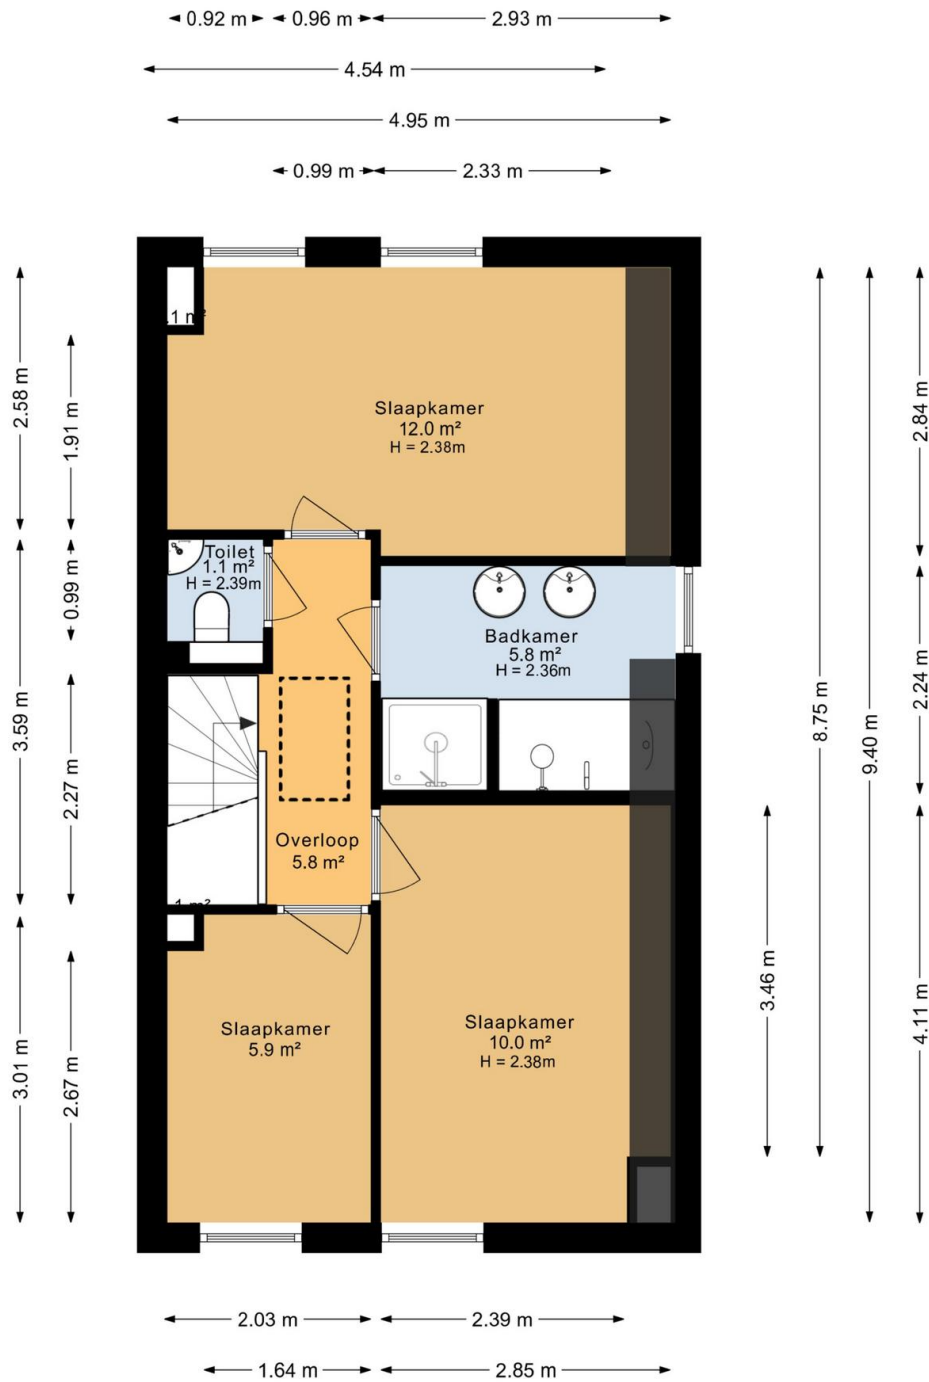 0.92 m
0.96 m
2.93 m
4.54 m
4.95 m
0.99 m
2.33 m
2.58 m
1.91 m
0.99 m
3.59 m
2.27 m
3.01 m
2.67 m
.1 m²
Slaapkamer
12.0 m²
H = 2.38m
Toilet
1.1 m²
H = 2.39m
Badkamer
5.8 m²
H = 2.36m
Overloop
5.8 m²
Slaapkamer
5.9 m²
Slaapkamer
10.0 m²
H = 2.38m
2.84 m
2.24 m
8.75 m
9.40 m
3.46 m
4.11 m
2.03 m
2.39 m
1.64 m
2.85 m